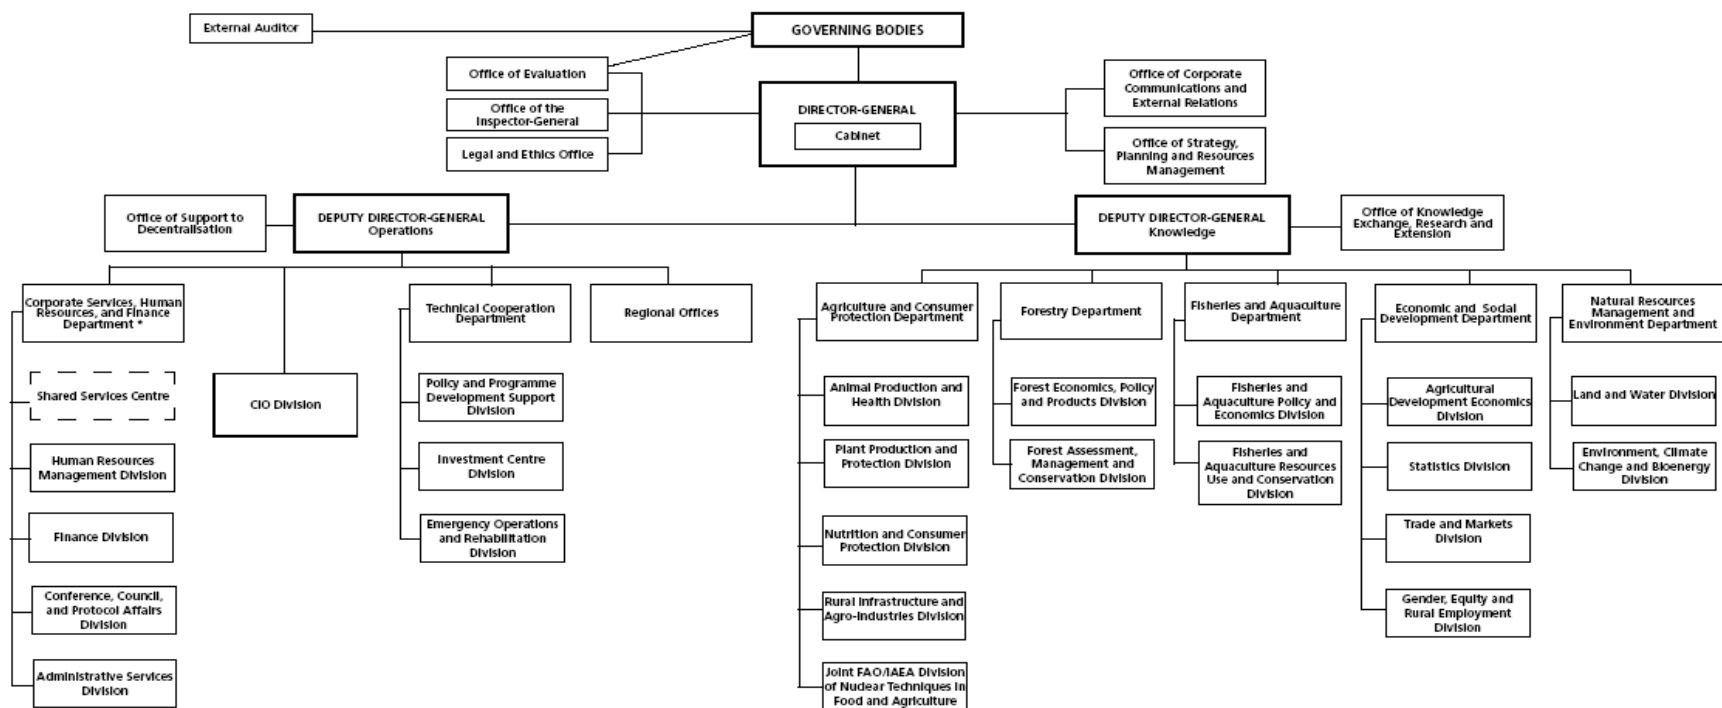 External Auditor
GOVERNING BODIES
Office of Evaluation
Office of the
Inspector-General
Legal and Ethics Office
DIRECTOR-GENERAL
Cabinet
Office of Corporate
Communications and
External Relations
Office of Strategy,
Planning and Resources
Management
Office of Support to
Decentralisation
DEPUTY DIRECTOR-GENERAL
Operations
DEPUTY DIRECTOR-GENERAL
Knowledge
Office of Knowledge
Exchange, Research and
Extension
Corporate Services, Human
Resources, and Finance
Department *
Shared Services Centre
Human Resources
Management Division
Finance Division
Conference, Council,
and Protocol Affairs
Division
Administrative Services
Division
CIO Division
Technical Cooperation
Department
Policy and Programme
Development Support
Division
Investment Centre
Division
Emergency Operations
and Rehabilitation
Division
Regional Offices
Agriculture and Consumer
Protection Department
Animal Production and
Health Division
Plant Production and
Protection Division
Nutrition and Consumer
Protection Division
Rural Infrastructure and
Agro-Industries Division
Joint FAO/IAEA Division
of Nuclear Techniques in
Food and Agriculture
Forestry Department
Forest Economics, Policy
and Products Division
Forest Assessment,
Management and
Conservation Division
Fisheries and Aquaculture
Department
Fisheries and
Aquaculture Policy and
Economics Division
Fisheries and
Aquaculture Resources
Use and Conservation
Division
Economic and Social
Development Department
Agricultural
Development Economics
Division
Statistics Division
Trade and Markets
Division
Gender, Equity and
Rural Employment
Division
Natural Resources
Management and
Environment Department
Land and Water Division
Environment, Climate
Change and Bioenergy
Division